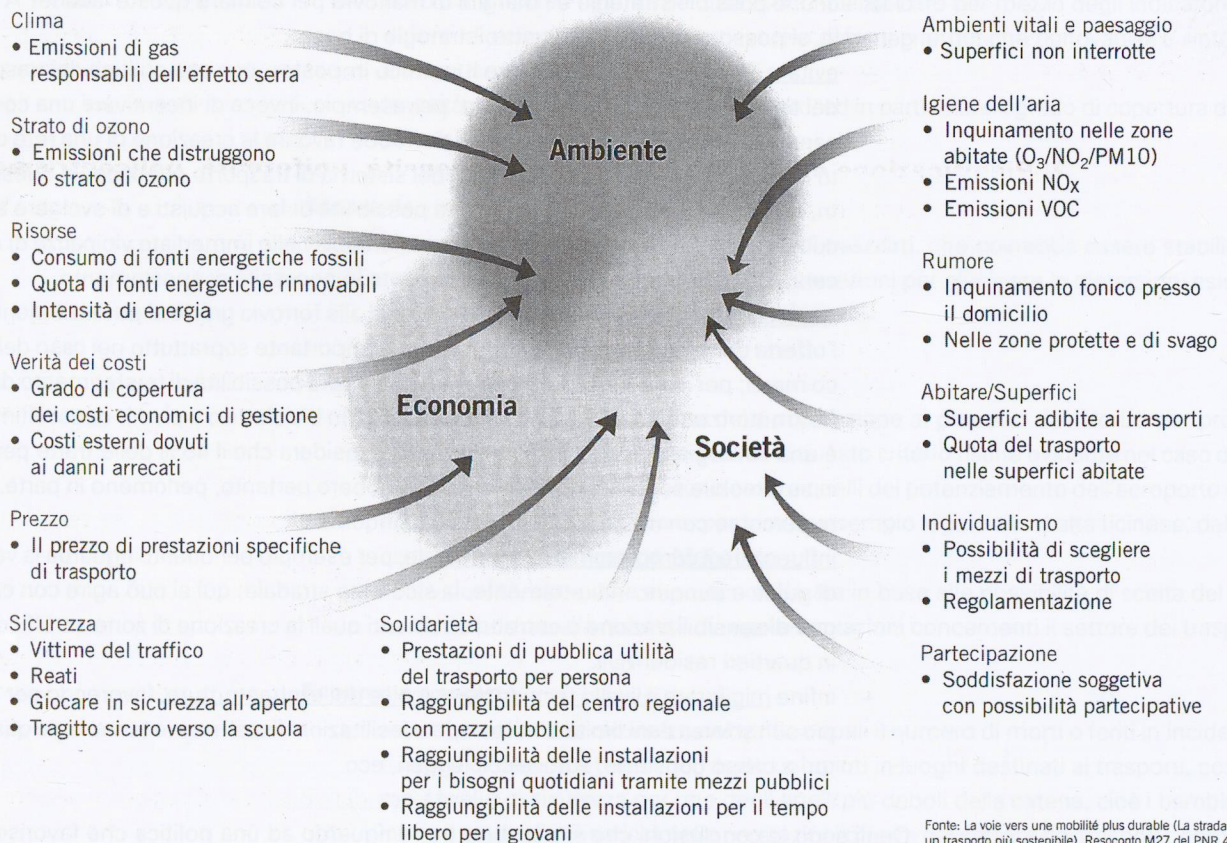 Clima
• Emissioni di gas
responsabili dell'effetto serra
Strato di ozono
• Emissioni che distruggono
lo strato di ozono
Risorse
• Consumo di fonti energetiche fossili
• Quota di fonti energetiche rinnovabili
• Intensità di energia
Verità dei costi
• Grado di copertura
dei costi economici di gestione
• Costi esterni dovuti
ai danni arrecati
Prezzo
• Il prezzo di prestazioni specifiche
di trasporto
Sicurezza
• Vittime del traffico
• Reati
• Giocare in sicurezza all'aperto
• Tragitto sicuro verso la scuola
Ambiente
Economia
Società
Solidarietà
• Prestazioni di pubblica utilità
del trasporto per persona
• Raggiungibilità del centro regionale
con mezzi pubblici
• Raggiungibilità delle installazioni
per i bisogni quotidiani tramite mezzi pubblici
• Raggiungibilità delle installazioni per il tempo
libero per i giovani
Ambienti vitali e paesaggio
• Superfici non interrotte
Igiene dell'aria
• Inquinamento nelle zone
abitate (O₃/NO₂/PM10)
• Emissioni NOx
• Emissioni VOC
Rumore
• Inquinamento fonico presso
il domicilio
• Nelle zone protette e di svago
Abitare/Superfici
• Superfici adibite ai trasporti
• Quota del trasporto
nelle superfici abitate
Individualismo
• Possibilità di scegliere
i mezzi di trasporto
• Regolamentazione
Partecipazione
• Soddisfazione soggetiva
con possibilità partecipative
Fonte: La voie vers une mobilité plus durable (La strada
un trasporto più sostenibile). Resoconto M27 del PNR